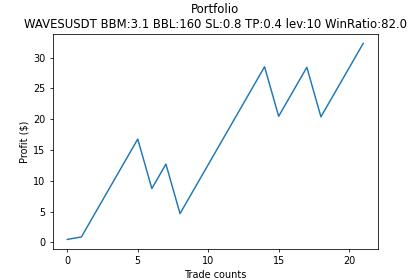 Portfolio
WAVESUSDT BBM:3.1 BBL:160 SL:0.8 TP:0.4 lev:10 WinRatio:82.0
30
25
20
15
10
5
0
Profit ($)
0 5 10 15 20
Trade counts